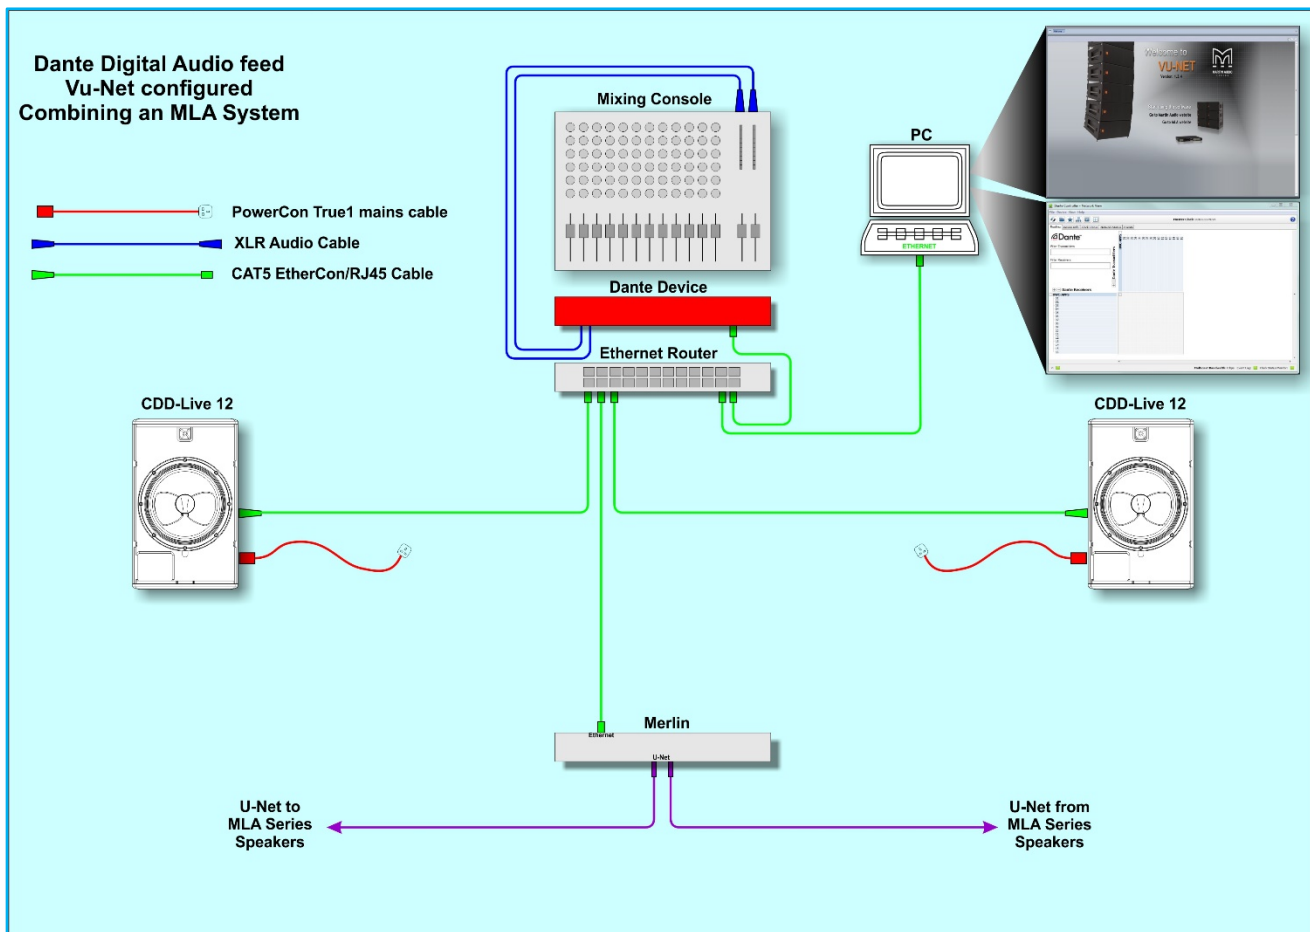 Dante Digital Audio feed
Vu-Net configured
Combining an MLA System
PowerCon True1 mains cable
XLR Audio Cable
CAT5 EtherCon/RJ45 Cable
Mixing Console
PC
ETHERNET
Welcome to
VU-NET
Dante
Dante Device
Ethernet Router
CDD-Live 12
CDD-Live 12
Merlin
Ethernet
U-Net
U-Net to
MLA Series
Speakers
U-Net from
MLA Series
Speakers